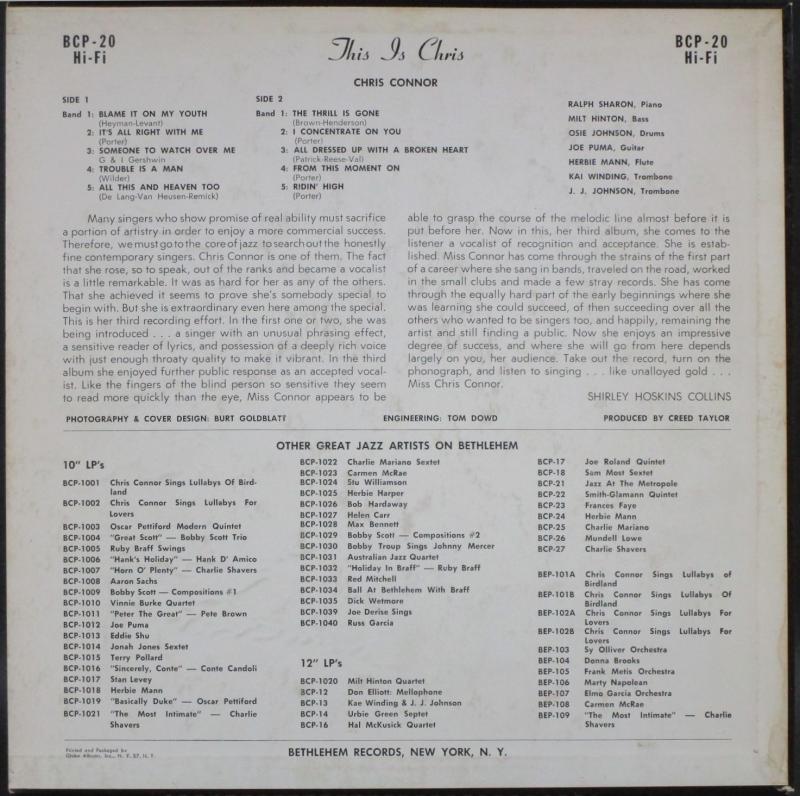 BCP-20
Hi-Fi
This Is Chris
BCP-20
Hi-Fi
CHRIS CONNOR
SIDE 1
Band 1: BLAME IT ON MY YOUTH
(Heyman-Levant)
2: IT'S ALL RIGHT WITH ME
(Porter)
3: SOMEONE TO WATCH OVER ME
G & I Gershwin
4: TROUBLE IS A MAN
(Wilder)
5: ALL THIS AND HEAVEN TOO
(De Lang-Van Heusen-Remick)
SIDE 2
Band 1: THE THRILL IS GONE
(Brown-Henderson)
2: I CONCENTRATE ON YOU
(Porter)
3: ALL DRESSED UP WITH A BROKEN HEART
(Patrick-Reese-Val)
4: FROM THIS MOMENT ON
(Porter)
5: RIDIN' HIGH
(Porter)
RALPH SHARON, Piano
MILT HINTON, Bass
OSIE JOHNSON, Drums
JOE PUMA, Guitar
HERBIE MANN, Flute
KAI WINDING, Trombone
J. J. JOHNSON, Trombone
Many singers who show promise of real ability must sacrifice
a portion of artistry in order to enjoy a more commercial success.
Therefore, we must go to the core of jazz to search out the honestly
fine contemporary singers. Chris Connor is one of them. The fact
that she rose, so to speak, out of the ranks and became a vocalist
is a little remarkable. It was as hard for her as any of the others.
That she achieved it seems to prove she's somebody special to
begin with. But she is extraordinary even here among the special.
This is her third recording effort. In the first one or two, she was
being introduced . . . a singer with an unusual phrasing effect,
a sensitive reader of lyrics, and possession of a deeply rich voice
with just enough throaty quality to make it vibrant. In the third
album she enjoyed further public response as an accepted vocal-
ist. Like the fingers of the blind person so sensitive they seem
to read more quickly than the eye, Miss Connor appears to be
able to grasp the course of the melodic line almost before it is
put before her. Now in this, her third album, she comes to the
listener a vocalist of recognition and acceptance. She is estab-
lished. Miss Connor has come through the strains of the first part
of a career where she sang in bands, traveled on the road, worked
in the small clubs and made a few stray records. She has come
through the equally hard part of the early beginnings where she
was learning she could succeed, of then succeeding over all the
others who wanted to be singers too, and happily, remaining the
artist and still finding a public. Now she enjoys an impressive
degree of success, and where she will go from here depends
largely on you, her audience. Take out the record, turn on the
phonograph, and listen to singing . . . like unalloyed gold . . .
Miss Chris Connor.
SHIRLEY HOSKINS COLLINS
PHOTOGRAPHY & COVER DESIGN: BURT GOLDBLATT
ENGINEERING: TOM DOWD
PRODUCED BY CREED TAYLOR
OTHER GREAT JAZZ ARTISTS ON BETHLEHEM
10" LP's
BCP-1001 Chris Connor Sings Lullabys Of Bird-
land
BCP-1002 Chris Connor Sings Lullabys For
Lovers
BCP-1003 Oscar Pettiford Modern Quintet
BCP-1004 "Great Scott" — Bobby Scott Trio
BCP-1005 Ruby Braff Swings
BCP-1006 "Hank's Holiday" — Hank D' Amico
BCP-1007 "Horn O' Plenty" — Charlie Shavers
BCP-1008 Aaron Sachs
BCP-1009 Bobby Scott — Compositions #1
BCP-1010 Vinnie Burke Quartet
BCP-1011 "Peter The Great" — Pete Brown
BCP-1012 Joe Puma
BCP-1013 Eddie Shu
BCP-1014 Jonah Jones Sextet
BCP-1015 Terry Pollard
BCP-1016 "Sincerely, Conte" — Conte Candoli
BCP-1017 Stan Levey
BCP-1018 Herbie Mann
BCP-1019 "Basically Duke" — Oscar Pettiford
BCP-1021 "The Most Intimate" — Charlie
Shavers
BCP-1022 Charlie Mariano Sextet
BCP-1023 Carmen McRae
BCP-1024 Stu Williamson
BCP-1025 Herbie Harper
BCP-1026 Bob Hardaway
BCP-1027 Helen Carr
BCP-1028 Max Bennett
BCP-1029 Bobby Scott — Compositions #2
BCP-1030 Bobby Troup Sings Johnny Mercer
BCP-1031 Australian Jazz Quartet
BCP-1032 "Holiday In Braff" — Ruby Braff
BCP-1033 Red Mitchell
BCP-1034 Ball At Bethlehem With Braff
BCP-1035 Dick Wetmore
BCP-1039 Joe Derise Sings
BCP-1040 Russ Garcia
12" LP's
BCP-1020 Milt Hinton Quartet
BCP-12 Don Elliott: Mellophone
BCP-13 Kae Winding & J. J. Johnson
BCP-14 Urbie Green Septet
BCP-16 Hal McKusick Quartet
BCP-17 Joe Roland Quintet
BCP-18 Sam Most Sextet
BCP-21 Jazz At The Metropole
BCP-22 Smith-Glamann Quintet
BCP-23 Frances Faye
BCP-24 Herbie Mann
BCP-25 Charlie Mariano
BCP-26 Mundell Lowe
BCP-27 Charlie Shavers
BEP-101A Chris Connor Sings Lullabys of
Birdland
BEP-101B Chris Connor Sings Lullabys Of
Birdland
BCP-102A Chris Connor Sings Lullabys For
Lovers
BCP-102B Chris Connor Sings Lullabys For
Lovers
BEP-103 Sy Olliver Orchestra
BEP-104 Donna Brooks
BEP-105 Frank Metis Orchestra
BEP-106 Marty Napolean
BEP-107 Elmo Garcia Orchestra
BEP-108 Carmen McRae
BEP-109 "The Most Intimate" — Charlie
Shavers
Printed and Packaged by
Globe Albums, Inc., N. Y. 57, N. Y.
BETHLEHEM RECORDS, NEW YORK, N. Y.